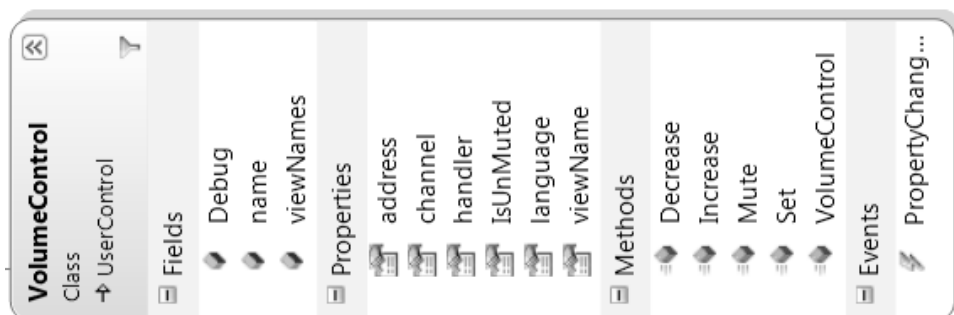 VolumeControl
Class
UserControl
Fields
Debug
name
viewNames
Properties
address
channel
handler
IsUnMuted
language
viewName
Methods
Decrease
Increase
Mute
Set
VolumeControl
Events
PropertyChang...